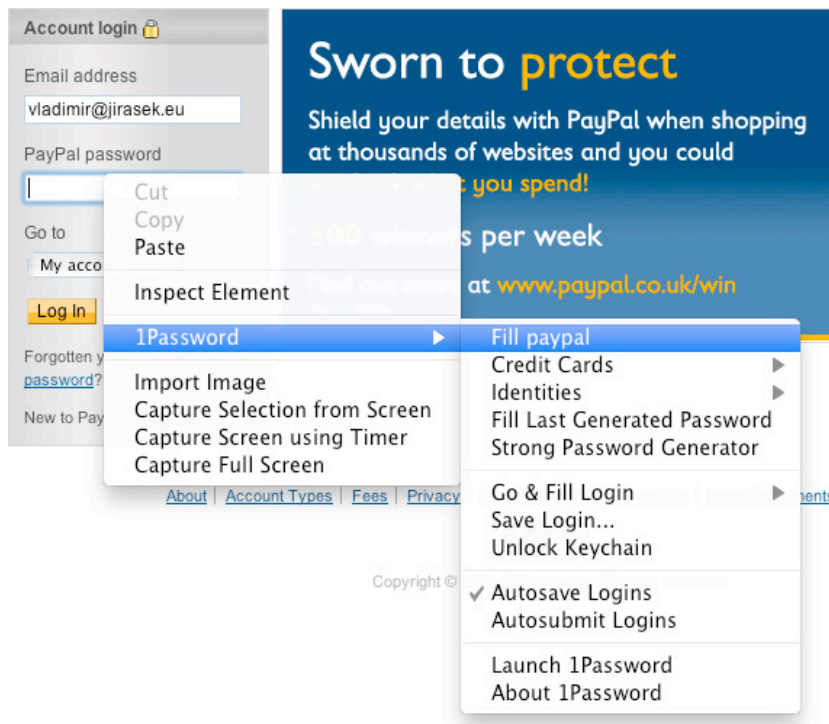 Account login
Email address
vladimir@jirasek.eu
PayPal password
Go to
My acco
Log In
Forgotten y
password?
New to Pay
Sworn to protect
Shield your details with PayPal when shopping
at thousands of websites and you could
you spend!
s per week
at www.paypal.co.uk/win
Cut
Copy
Paste
Inspect Element
1Password
Import Image
Capture Selection from Screen
Capture Screen using Timer
Capture Full Screen
Fill paypal
Credit Cards
Identities
Fill Last Generated Password
Strong Password Generator
Go & Fill Login
Save Login...
Unlock Keychain
Autosave Logins
Autosubmit Logins
Launch 1Password
About 1Password
About | Account Types | Fees | Privacy
Copyright ©